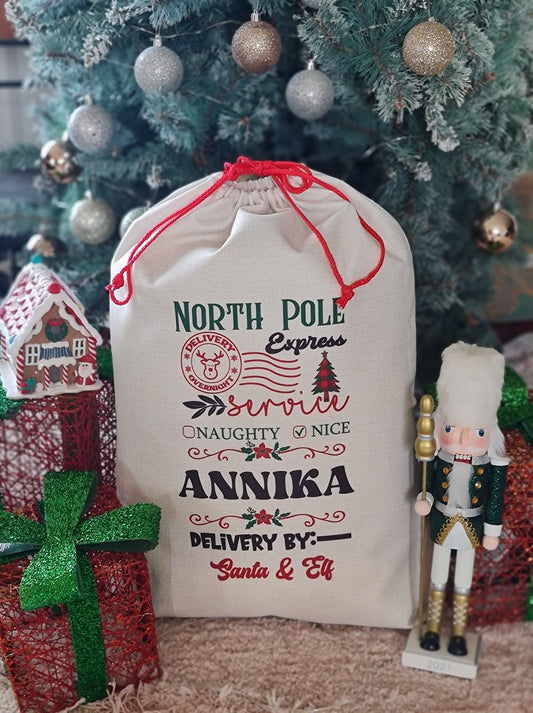 NORTH POLE
Express
DELIVERY
OVERNIGHT
Service
NAUGHTY NICE
ANNIKA
DELIVERY BY:
Santa & Elf
2021